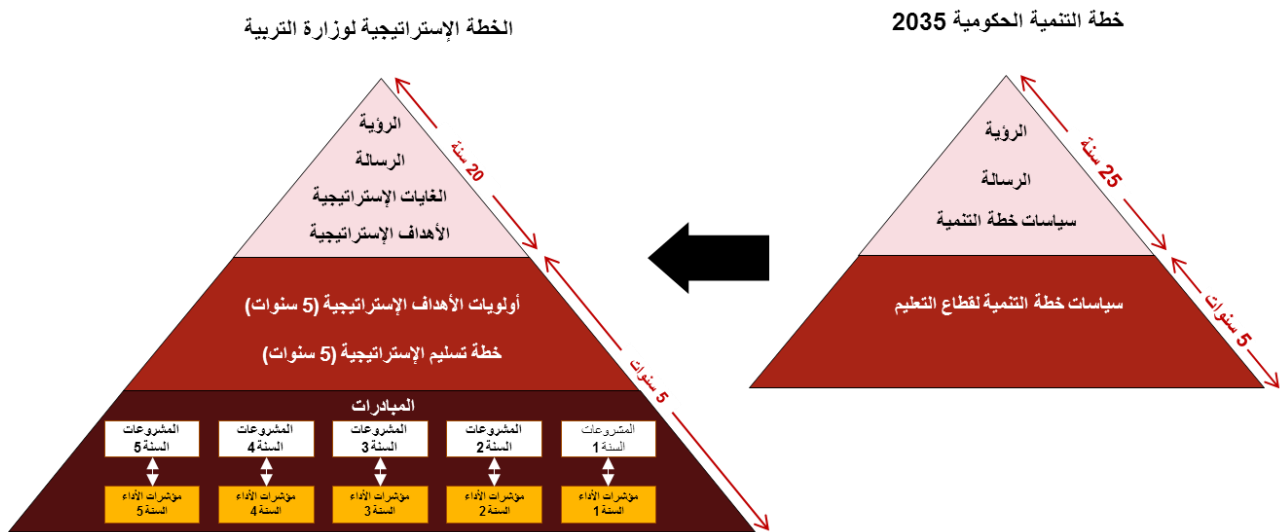 خطة التنمية الحكومية 2035
الرؤية
الرسالة
سياسات خطة التنمية
25 سنة
سياسات خطة التنمية لقطاع التعليم
5 سنوات
الخطة الإستراتيجية لوزارة التربية
الرؤية
الرسالة
الغايات الإستراتيجية
الأهداف الإستراتيجية
20 سنة
أولويات الأهداف الإستراتيجية (5 سنوات)
خطة تسليم الإستراتيجية (5 سنوات)
5 سنوات
المبادرات
المشروعات
السنة 1
المشروعات
السنة 2
المشروعات
السنة 3
المشروعات
السنة 4
المشروعات
السنة 5
مؤشرات الأداء
السنة 1
مؤشرات الأداء
السنة 2
مؤشرات الأداء
السنة 3
مؤشرات الأداء
السنة 4
مؤشرات الأداء
السنة 5